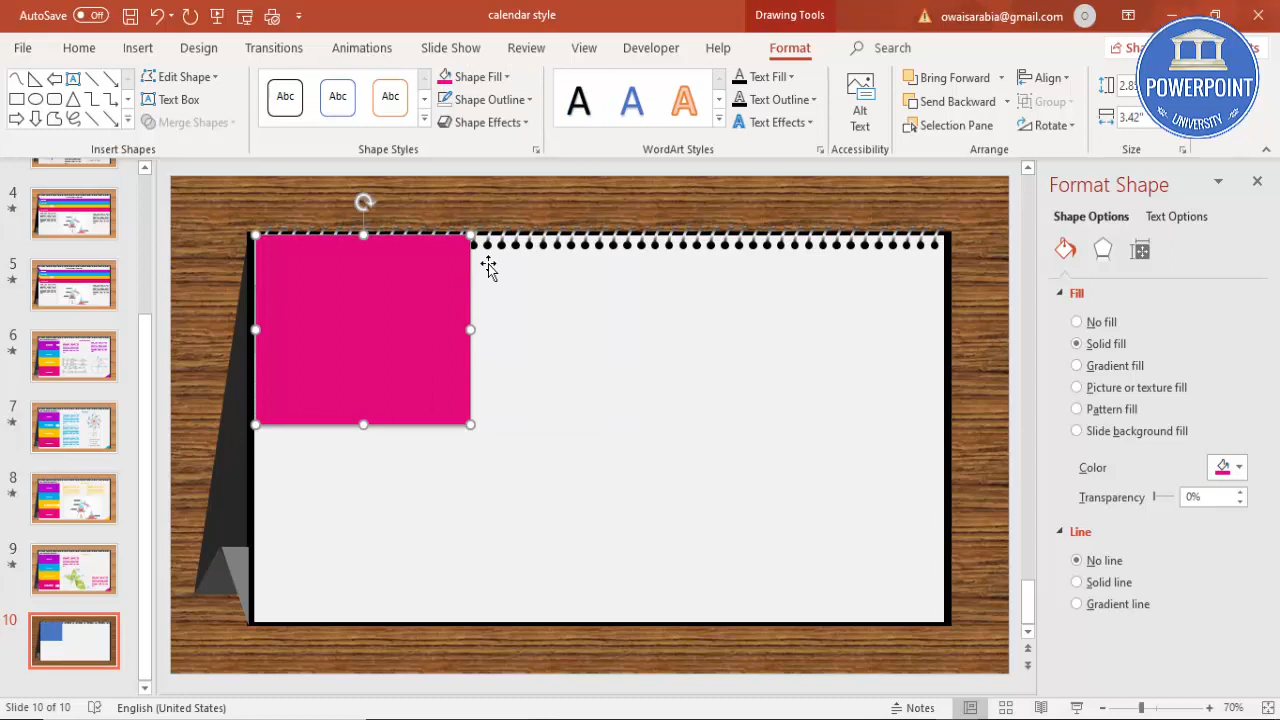 AutoSave Off
calendar style
Drawing Tools
owaisarabia@gmail.com
O
File Home Insert Design Transitions Animations Slide Show Review View Developer Help Format Search
POWERPOINT
UNIVERSITY
Edit Shape
Text Box
Merge Shapes
Insert Shapes
Abc Abc Abc
Shape Fill
Shape Outline
Shape Effects
Shape Styles
A A A
Text Fill
Text Outline
Text Effects
WordArt Styles
Alt
Text
Accessibility
Bring Forward
Send Backward
Selection Pane
Align
Group
Rotate
Arrange
3.42"
Size
4
5
6
7
8
9
10
Format Shape
Shape Options Text Options
Fill
No fill
Solid fill
Gradient fill
Picture or texture fill
Pattern fill
Slide background fill
Color
Transparency 0%
Line
No line
Solid line
Gradient line
Slide 10 of 10 English (United States) Notes 70%